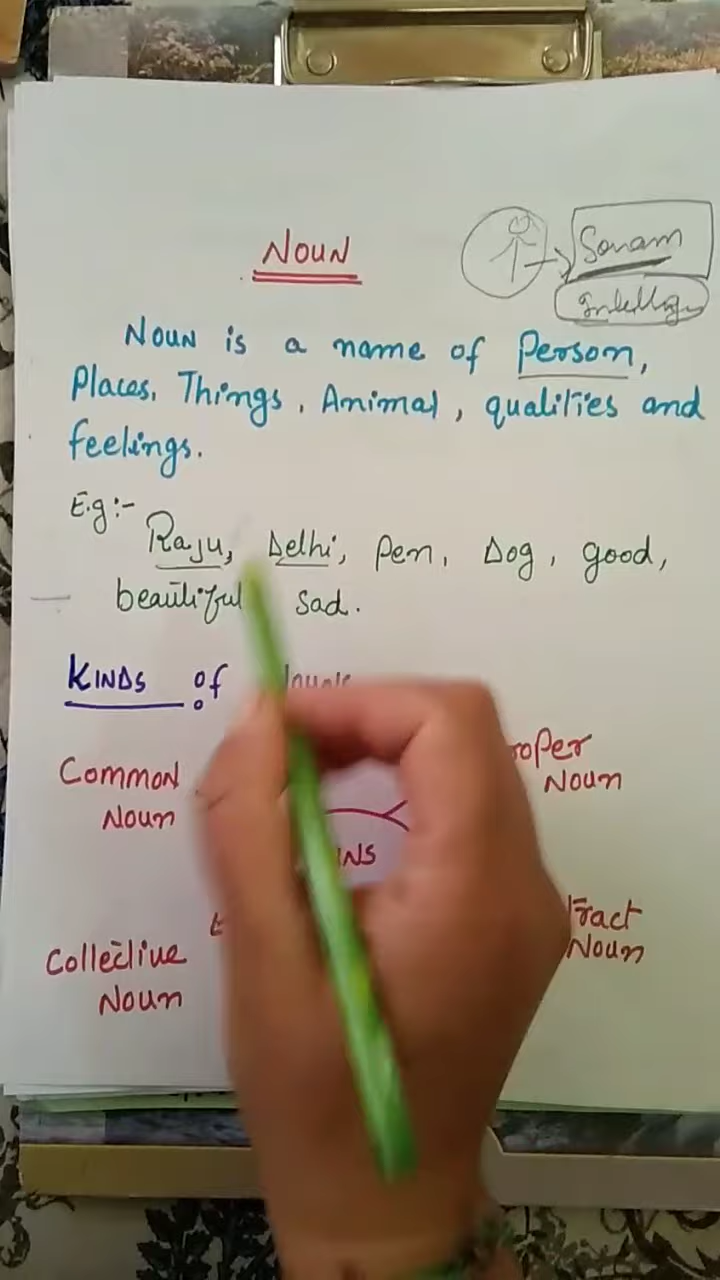 NOUN
Sonam
NOUN is a name of Person,
Places, Things, Animal, qualities and
feelings.
E.g:-
Raju, Delhi, Pen, Dog, good,
beautiful sad.
KINDS of
Common
NOUN
NOUN
Collective
NOUN
NOUN